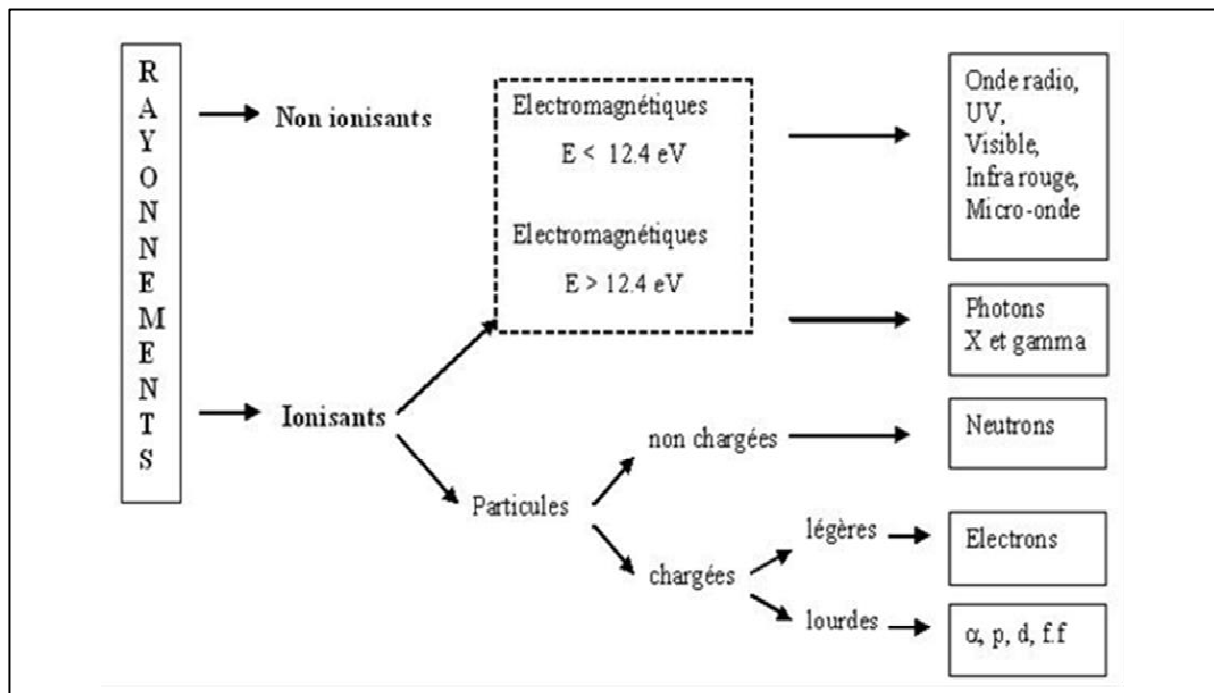 RAYONNEMENTS
Non ionisants
Electromagnétiques
E < 12.4 eV
Electromagnétiques
E > 12.4 eV
Onde radio,
UV,
Visible,
Infra rouge,
Micro-onde
Photons
X et gamma
Ionisants
non chargées
Neutrons
Particules
légères
Electrons
chargées
lourdes
α, p, d, f.f